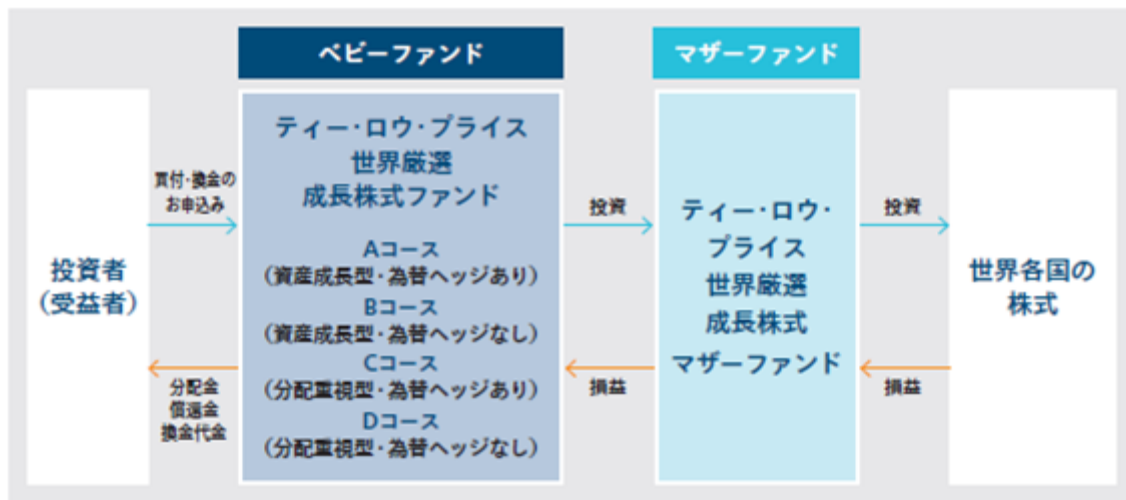 ベビーファンド
マザーファンド
投資者
（受益者）
買付・換金の
お申込み
分配金
償還金
換金代金
ティー・ロウ・プライス
世界厳選
成長株式ファンド
Aコース
（資産成長型・為替ヘッジあり）
Bコース
（資産成長型・為替ヘッジなし）
Cコース
（分配重視型・為替ヘッジあり）
Dコース
（分配重視型・為替ヘッジなし）
投資
損益
ティー・ロウ・
プライス
世界厳選
成長株式
マザーファンド
投資
損益
世界各国の
株式